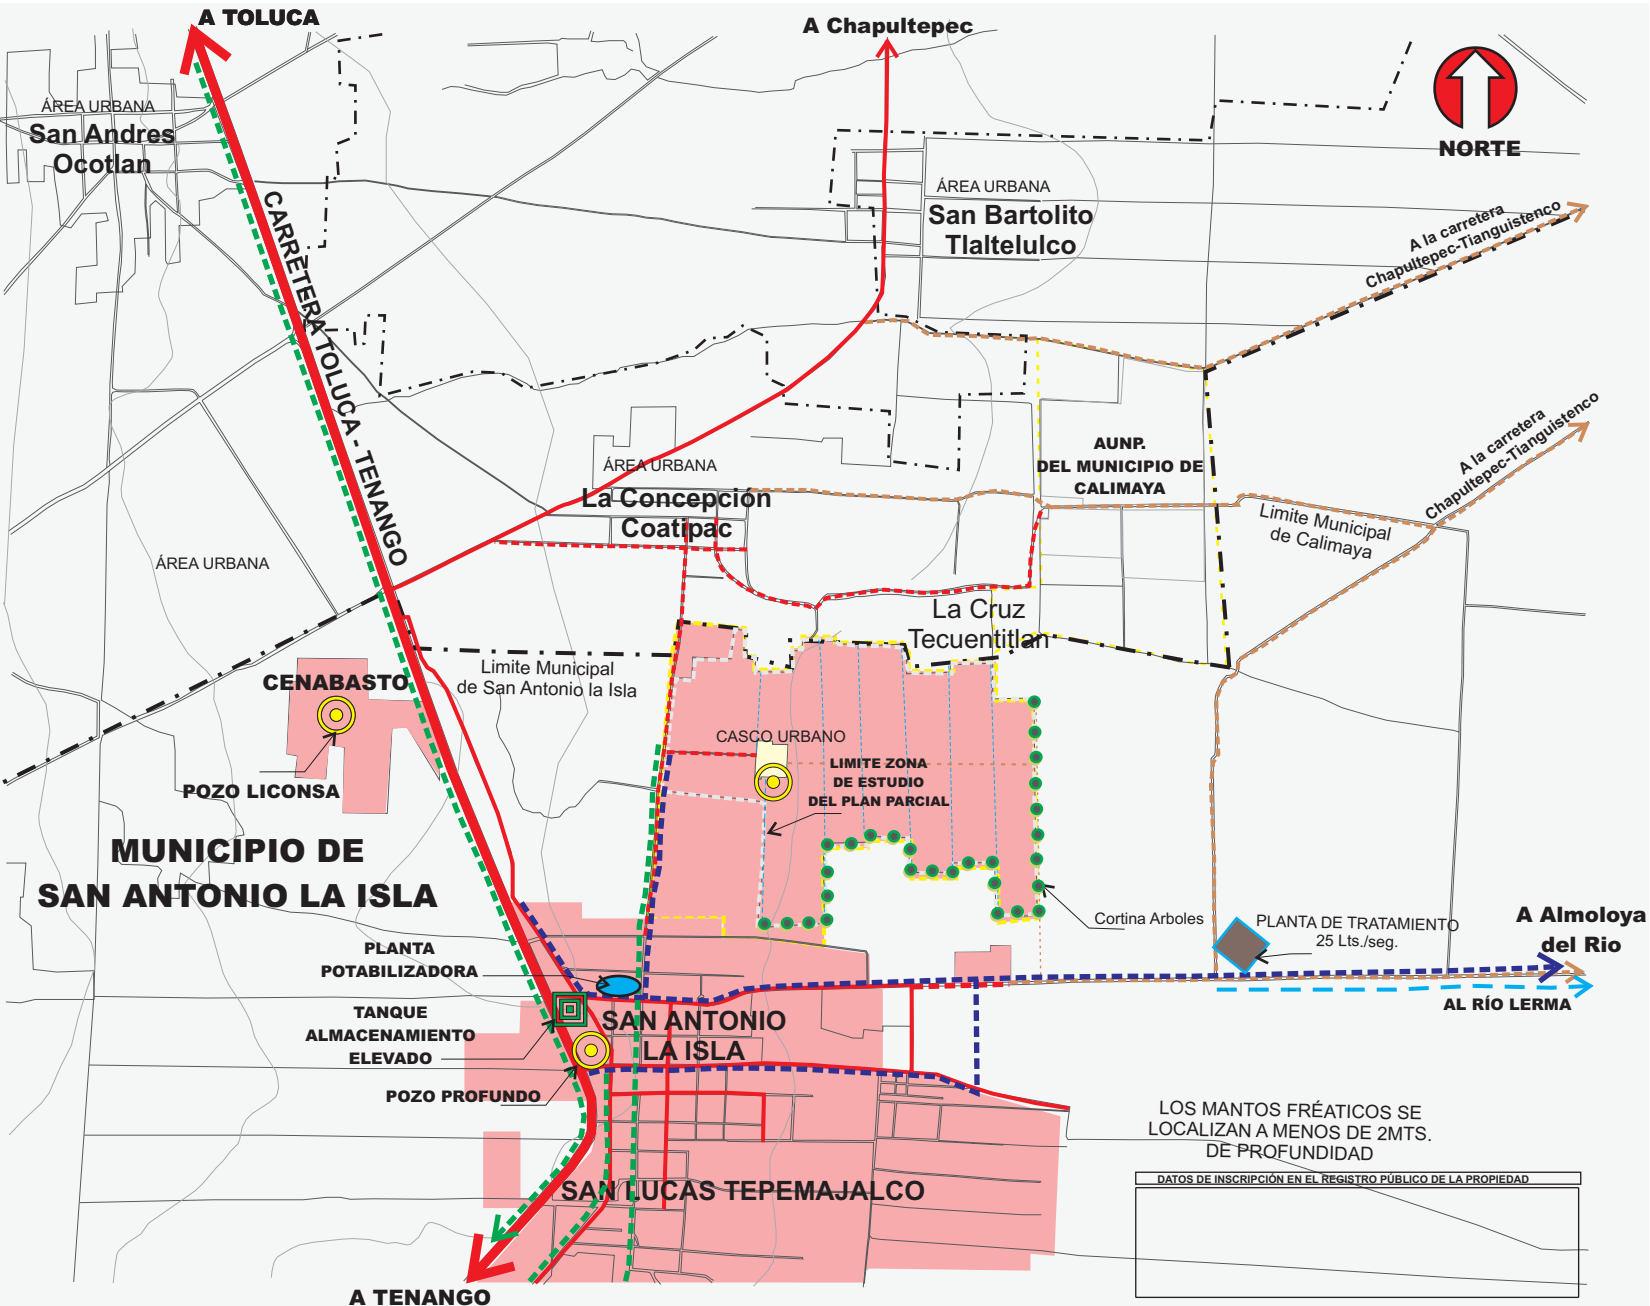 A TOLUCA
A Chapultepec
NORTE
ÁREA URBANA
San Andres
Ocotlan
CARRETERA TOLUCA - TENANGO
ÁREA URBANA
San Bartolito
Tlaltelulco
A la carretera
Chapultepec-Tianguistenco
A la carretera
Chapultepec-Tianguistenco
AUNP.
DEL MUNICIPIO DE
CALIMAYA
ÁREA URBANA
La Concepción
Coatipac
Limite Municipal
de Calimaya
ÁREA URBANA
La Cruz
Tecuentitlan
Limite Municipal
de San Antonio la Isla
CENABASTO
POZO LICONSA
CASCO URBANO
LIMITE ZONA
DE ESTUDIO
DEL PLAN PARCIAL
MUNICIPIO DE
SAN ANTONIO LA ISLA
Cortina Arboles
PLANTA DE TRATAMIENTO
25 Lts./seg.
A Almoloya
del Rio
AL RÍO LERMA
PLANTA
POTABILIZADORA
TANQUE
ALMACENAMIENTO
ELEVADO
SAN ANTONIO
LA ISLA
POZO PROFUNDO
SAN LUCAS TEPEMAJALCO
LOS MANTOS FRÉATICOS SE
LOCALIZAN A MENOS DE 2MTS.
DE PROFUNDIDAD
DATOS DE INSCRIPCIÓN EN EL REGISTRO PÚBLICO DE LA PROPIEDAD
A TENANGO